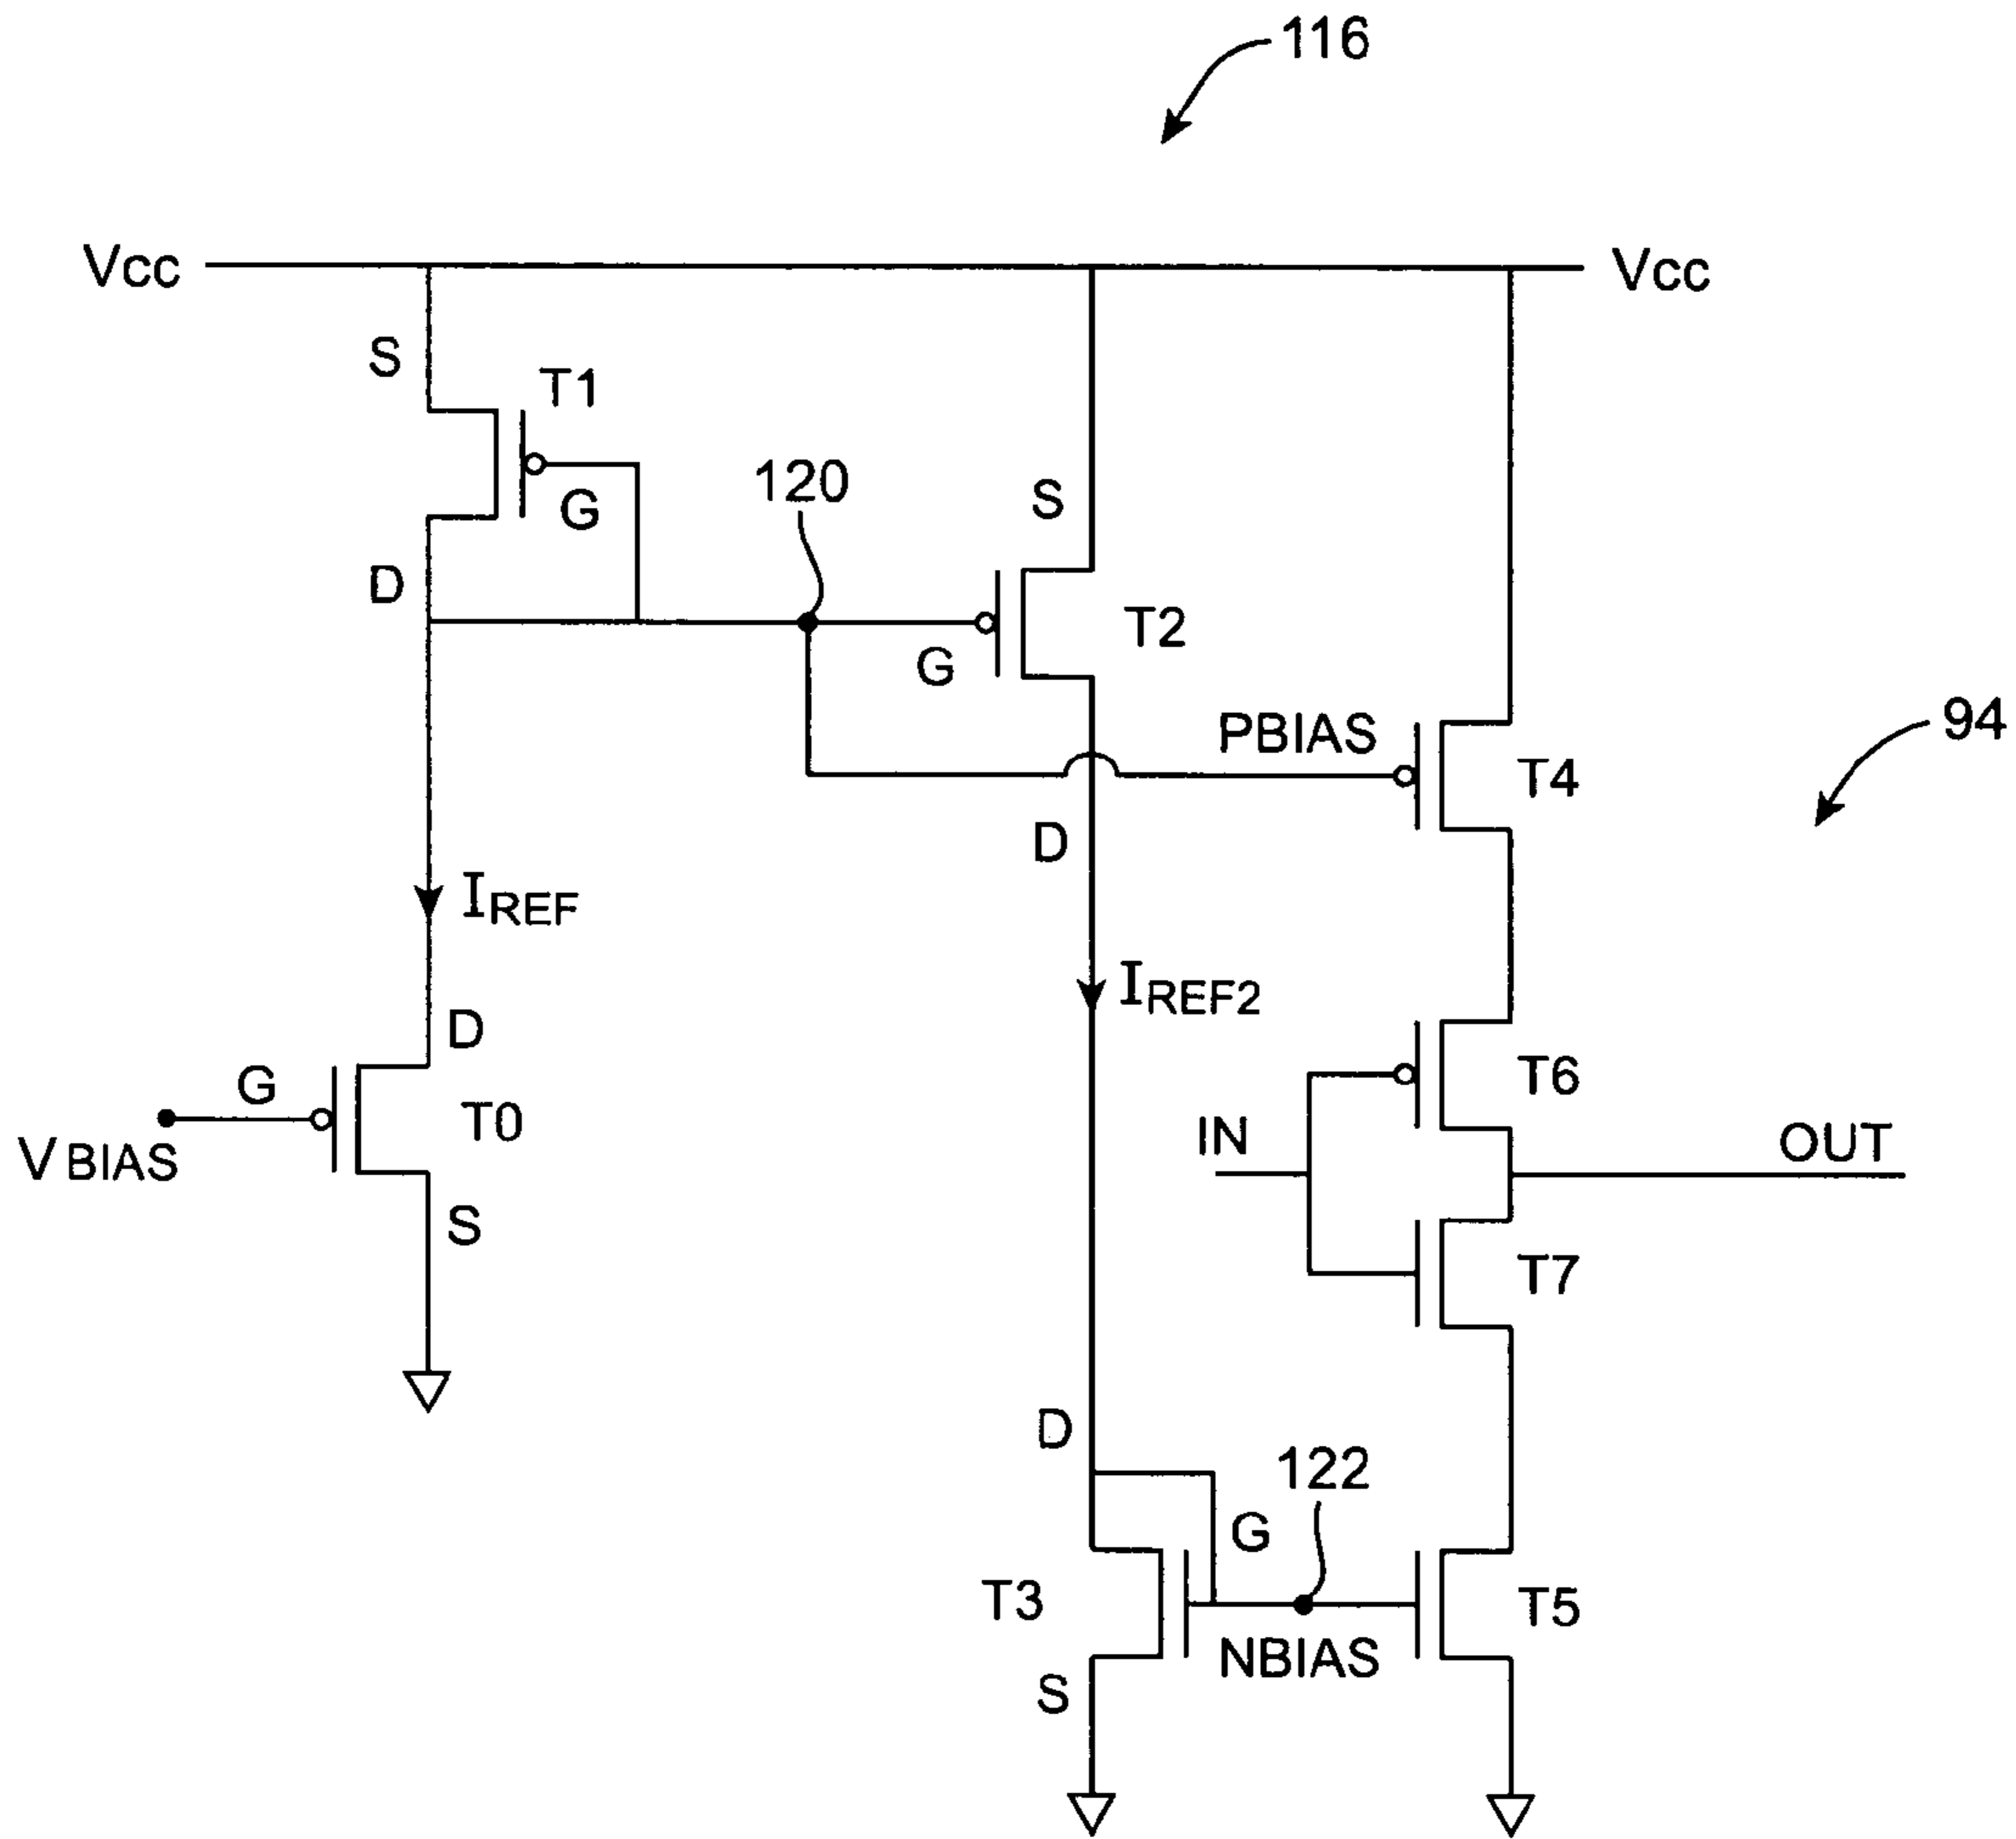 116
Vcc
Vcc
S
T1
G
120
S
D
T2
G
PBIAS
94
T4
D
IREF
IREF2
D
G
T0
T6
IN
OUT
VBIAS
S
T7
D
122
G
T3
T5
NBIAS
S